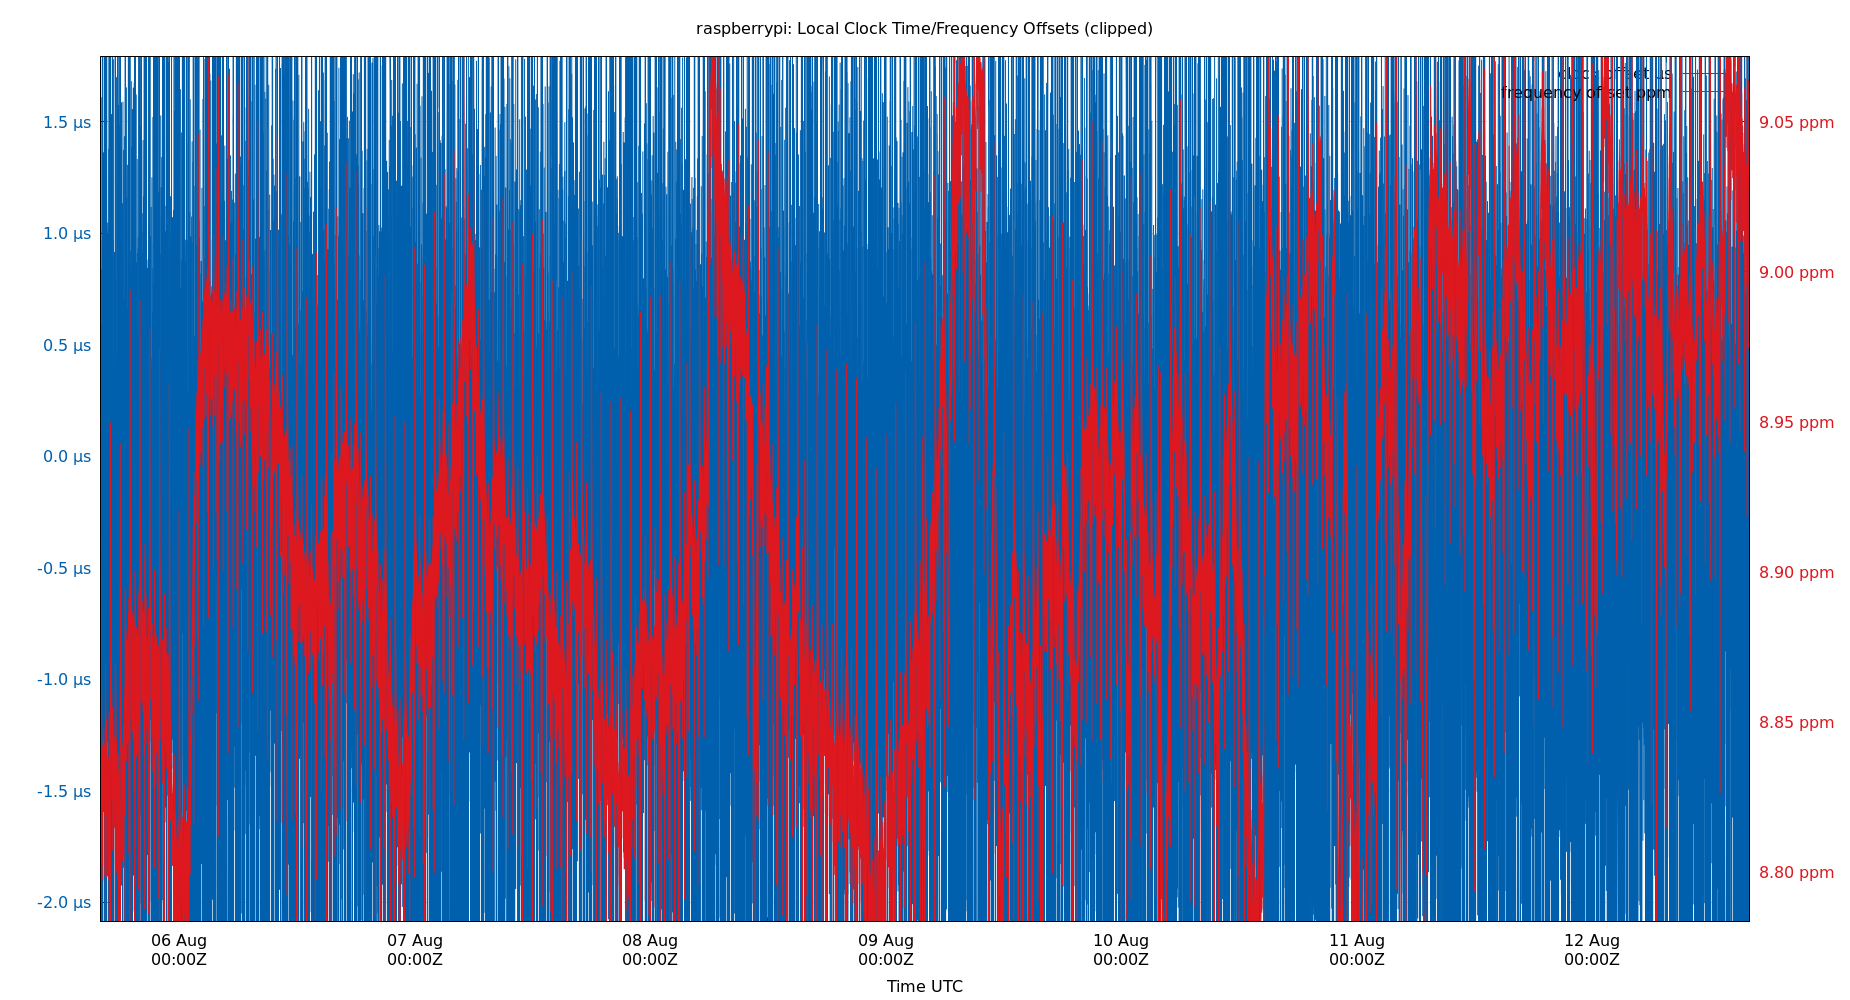 raspberrypi: Local Clock Time/Frequency Offsets (clipped)
clock offset μs
frequency offset ppm
1.5 μs
1.0 μs
0.5 μs
0.0 μs
-0.5 μs
-1.0 μs
-1.5 μs
-2.0 μs
9.05 ppm
9.00 ppm
8.95 ppm
8.90 ppm
8.85 ppm
8.80 ppm
06 Aug
00:00Z
07 Aug
00:00Z
08 Aug
00:00Z
09 Aug
00:00Z
10 Aug
00:00Z
11 Aug
00:00Z
12 Aug
00:00Z
Time UTC